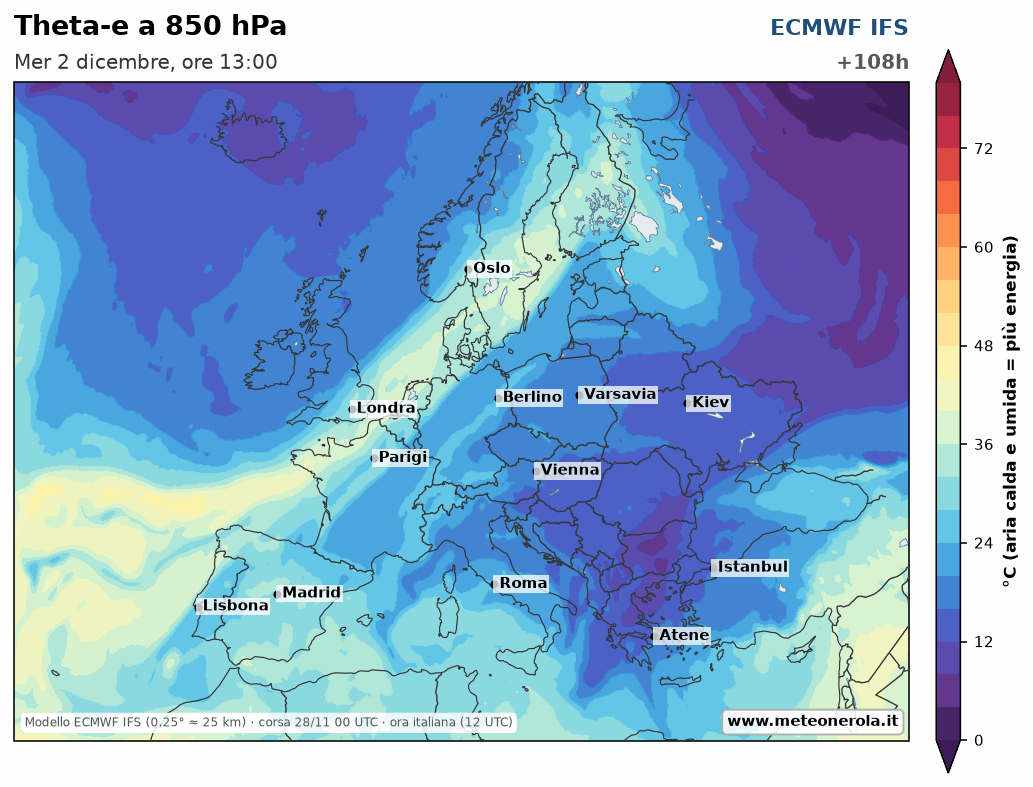 Theta-e a 850 hPa
ECMWF IFS
Mer 2 dicembre, ore 13:00
+108h
Oslo
Londra
Berlino
Varsavia
Kiev
Parigi
Vienna
Istanbul
Roma
Madrid
Lisbona
Atene
72
60
48
36
24
12
0
°C (aria calda e umida = più energia)
Modello ECMWF IFS (0,25° ≈ 25 km) · corsa 28/11 00 UTC · ora italiana (12 UTC)
www.meteonerola.it